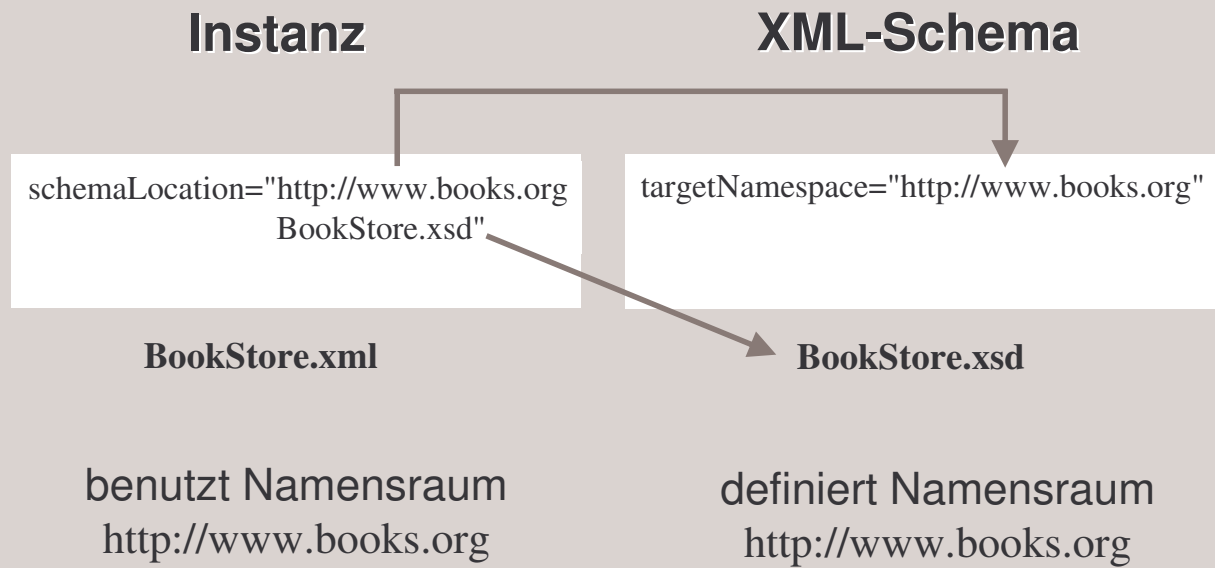 Instanz
XML-Schema
schemaLocation="http://www.books.org
BookStore.xsd"
targetNamespace="http://www.books.org"
BookStore.xml
BookStore.xsd
benutzt Namensraum
http://www.books.org
definiert Namensraum
http://www.books.org